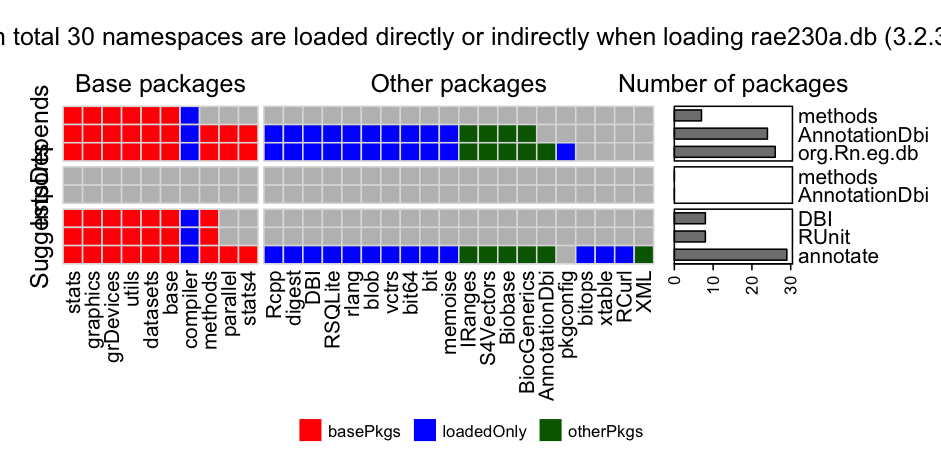 n total 30 namespaces are loaded directly or indirectly when loading rae230a.db (3.2.3
Base packages
Other packages
Number of packages
Depends
Imports
Suggests
methods
AnnotationDbi
org.Rn.eg.db
methods
AnnotationDbi
DBI
RUnit
annotate
stats
graphics
grDevices
utils
datasets
base
compiler
methods
parallel
stats4
Rcpp
digest
DBI
RSQLite
rlang
blob
vctrs
bit64
bit
memoise
IRanges
S4Vectors
Biobase
BiocGenerics
AnnotationDbi
pkgconfig
bitops
xtable
RCurl
XML
0
10
20
30
basePkgs
loadedOnly
otherPkgs